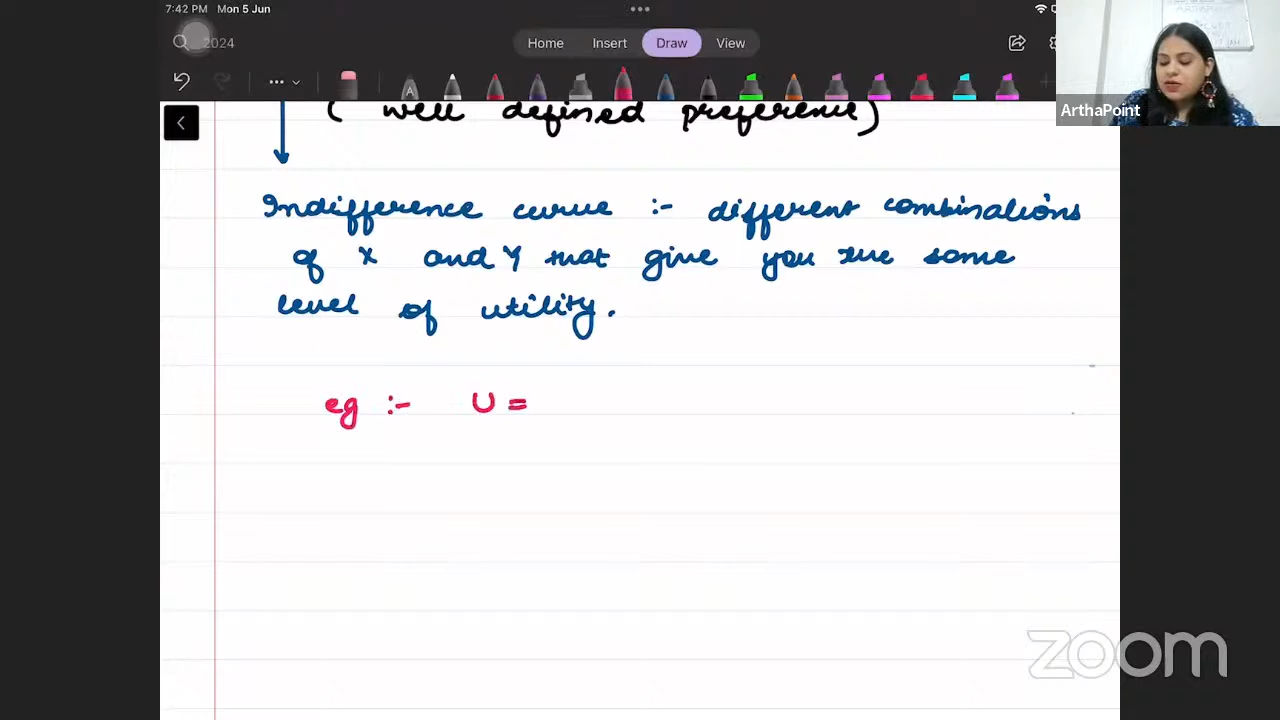 7:42 PM Mon 5 Jun
2024
Home Insert Draw View
A
ArthaPoint
( well defined preference)
Indifference curve :- different combinations
of X and Y that give you the same
level of utility.
eg :- U =
zoom